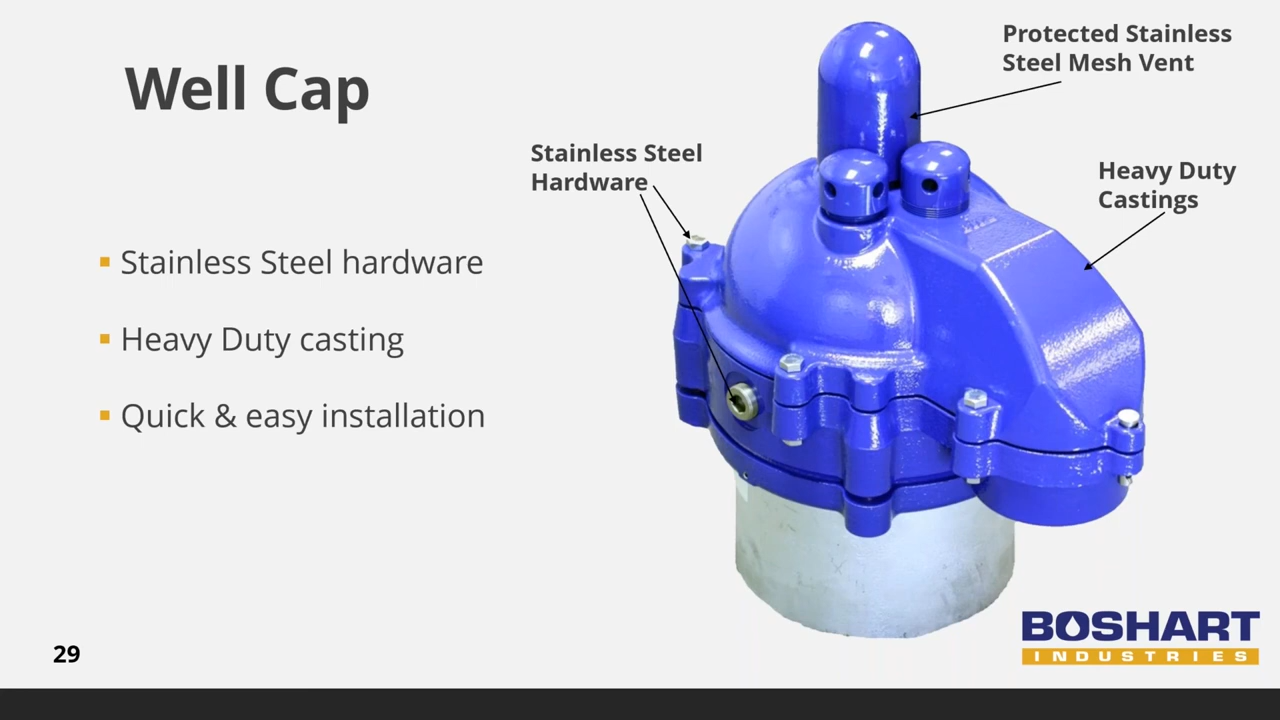 Well Cap
Stainless Steel hardware
Heavy Duty casting
Quick & easy installation
Protected Stainless
Steel Mesh Vent
Stainless Steel
Hardware
Heavy Duty
Castings
29
BOSHART
INDUSTRIES